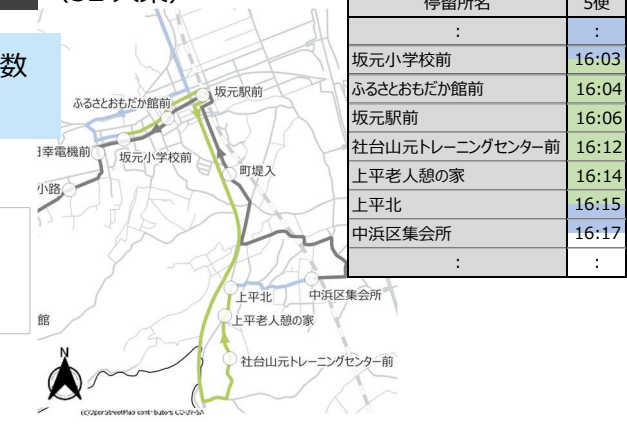 数
停留所名 5便
: :
坂元小学校前 16:03
ふるさとおもだか館前 16:04
坂元駅前 16:06
社台山元トレーニングセンター前 16:12
上平老人憩の家 16:14
上平北 16:15
中浜区集会所 16:17
: :
坂元駅前
ふるさとおもだか館前
幸電機前
坂元小学校前
町堤入
小路
上平北
中浜区集会所
上平老人憩の家
館
社台山元トレーニングセンター前
N
(c)OpenStreetMap contributors CC-BY-SA